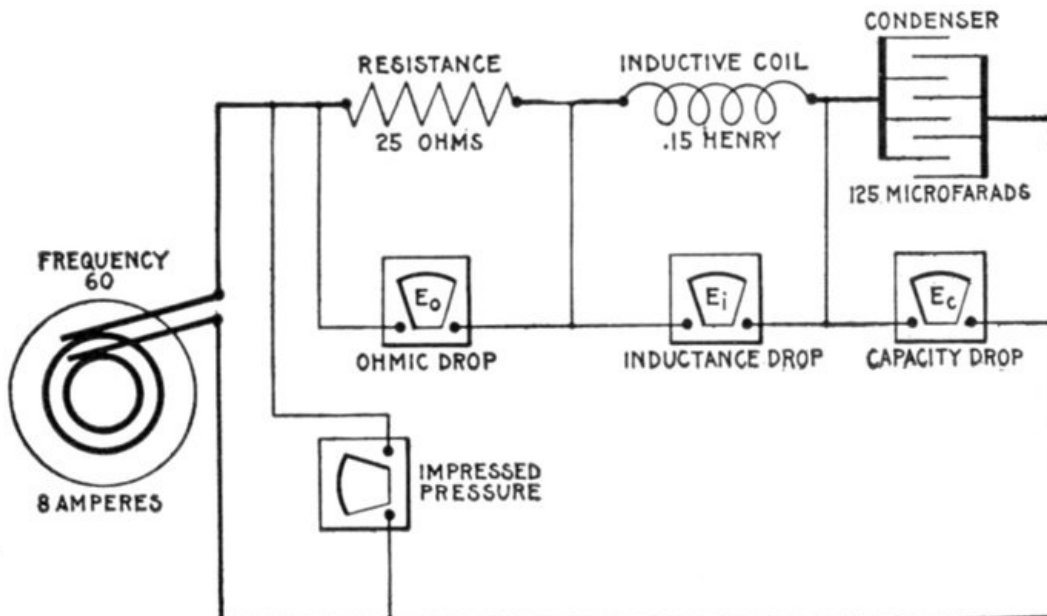 CONDENSER
RESISTANCE
INDUCTIVE COIL
25 OHMS
.15 HENRY
125 MICROFARADS
FREQUENCY
60
Eo
Ei
Ec
OHMIC DROP
INDUCTANCE DROP
CAPACITY DROP
IMPRESSED
PRESSURE
8 AMPERES